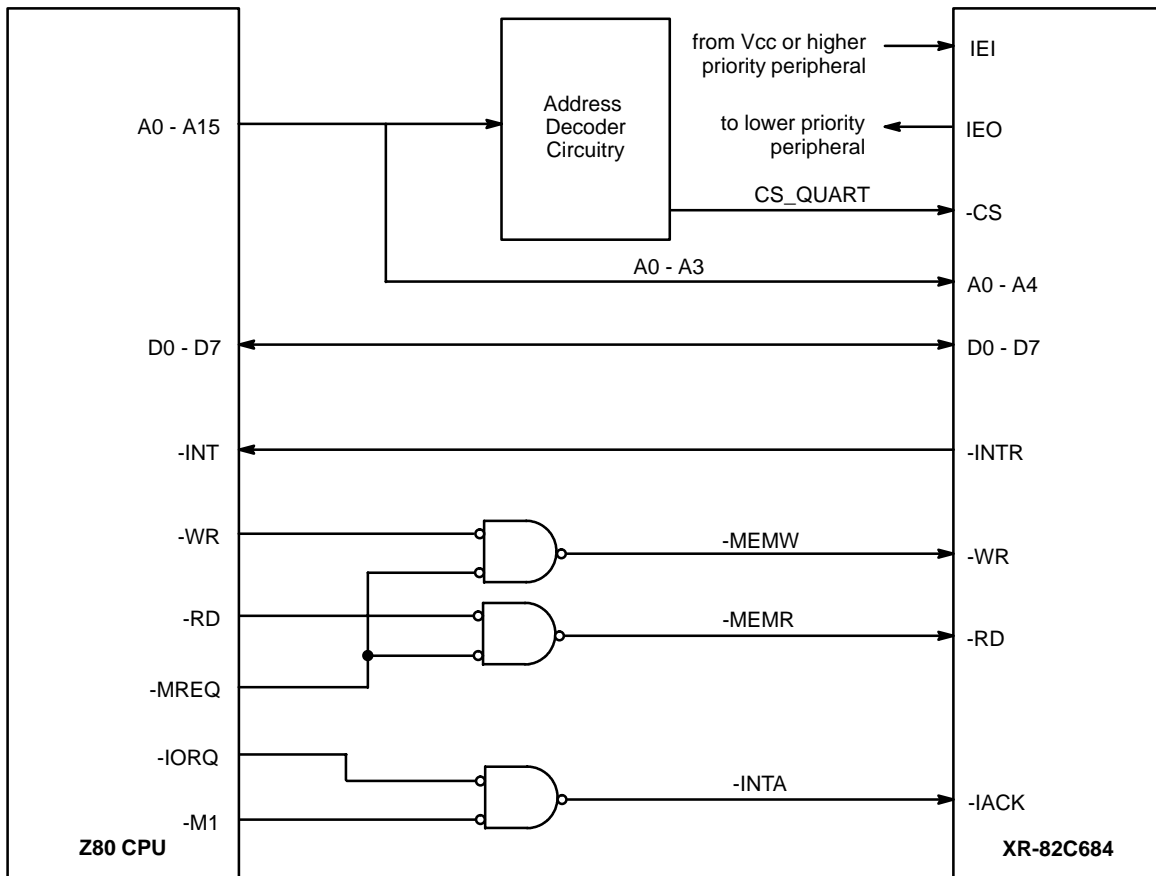 from Vcc or higher
priority peripheral
IEI
A0 - A15
Address
Decoder
Circuitry
to lower priority
peripheral
IEO
CS_QUART
-CS
A0 - A3
A0 - A4
D0 - D7
D0 - D7
-INT
-INTR
-WR
-MEMW
-WR
-RD
-MEMR
-RD
-MREQ
-IORQ
-INTA
-IACK
-M1
Z80 CPU
XR-82C684